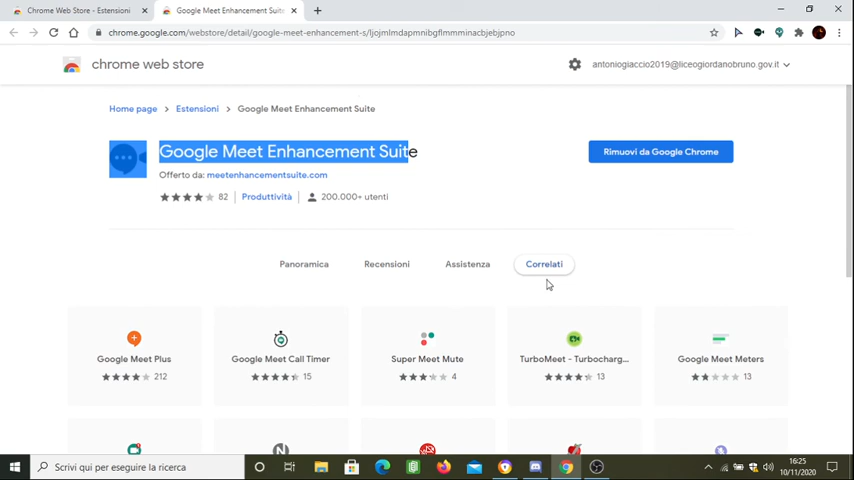 Chrome Web Store - Estensioni
Google Meet Enhancement Suite
chrome.google.com/webstore/detail/google-meet-enhancement-s/ljojmlmdapmnibgflmmminacbjebjpno
chrome web store
antoniogiaccio2019@liceogiordanobruno.gov.it
Home page
Estensioni
Google Meet Enhancement Suite
Google Meet Enhancement Suite
Rimuovi da Google Chrome
Offerto da: meetenhancementsuite.com
82
Produttività
200.000+ utenti
Panoramica
Recensioni
Assistenza
Correlati
Google Meet Plus
Google Meet Call Timer
Super Meet Mute
TurboMeet - Turbocharg...
Google Meet Meters
212
15
4
13
13
Scrivi qui per eseguire la ricerca
16:25
10/11/2020